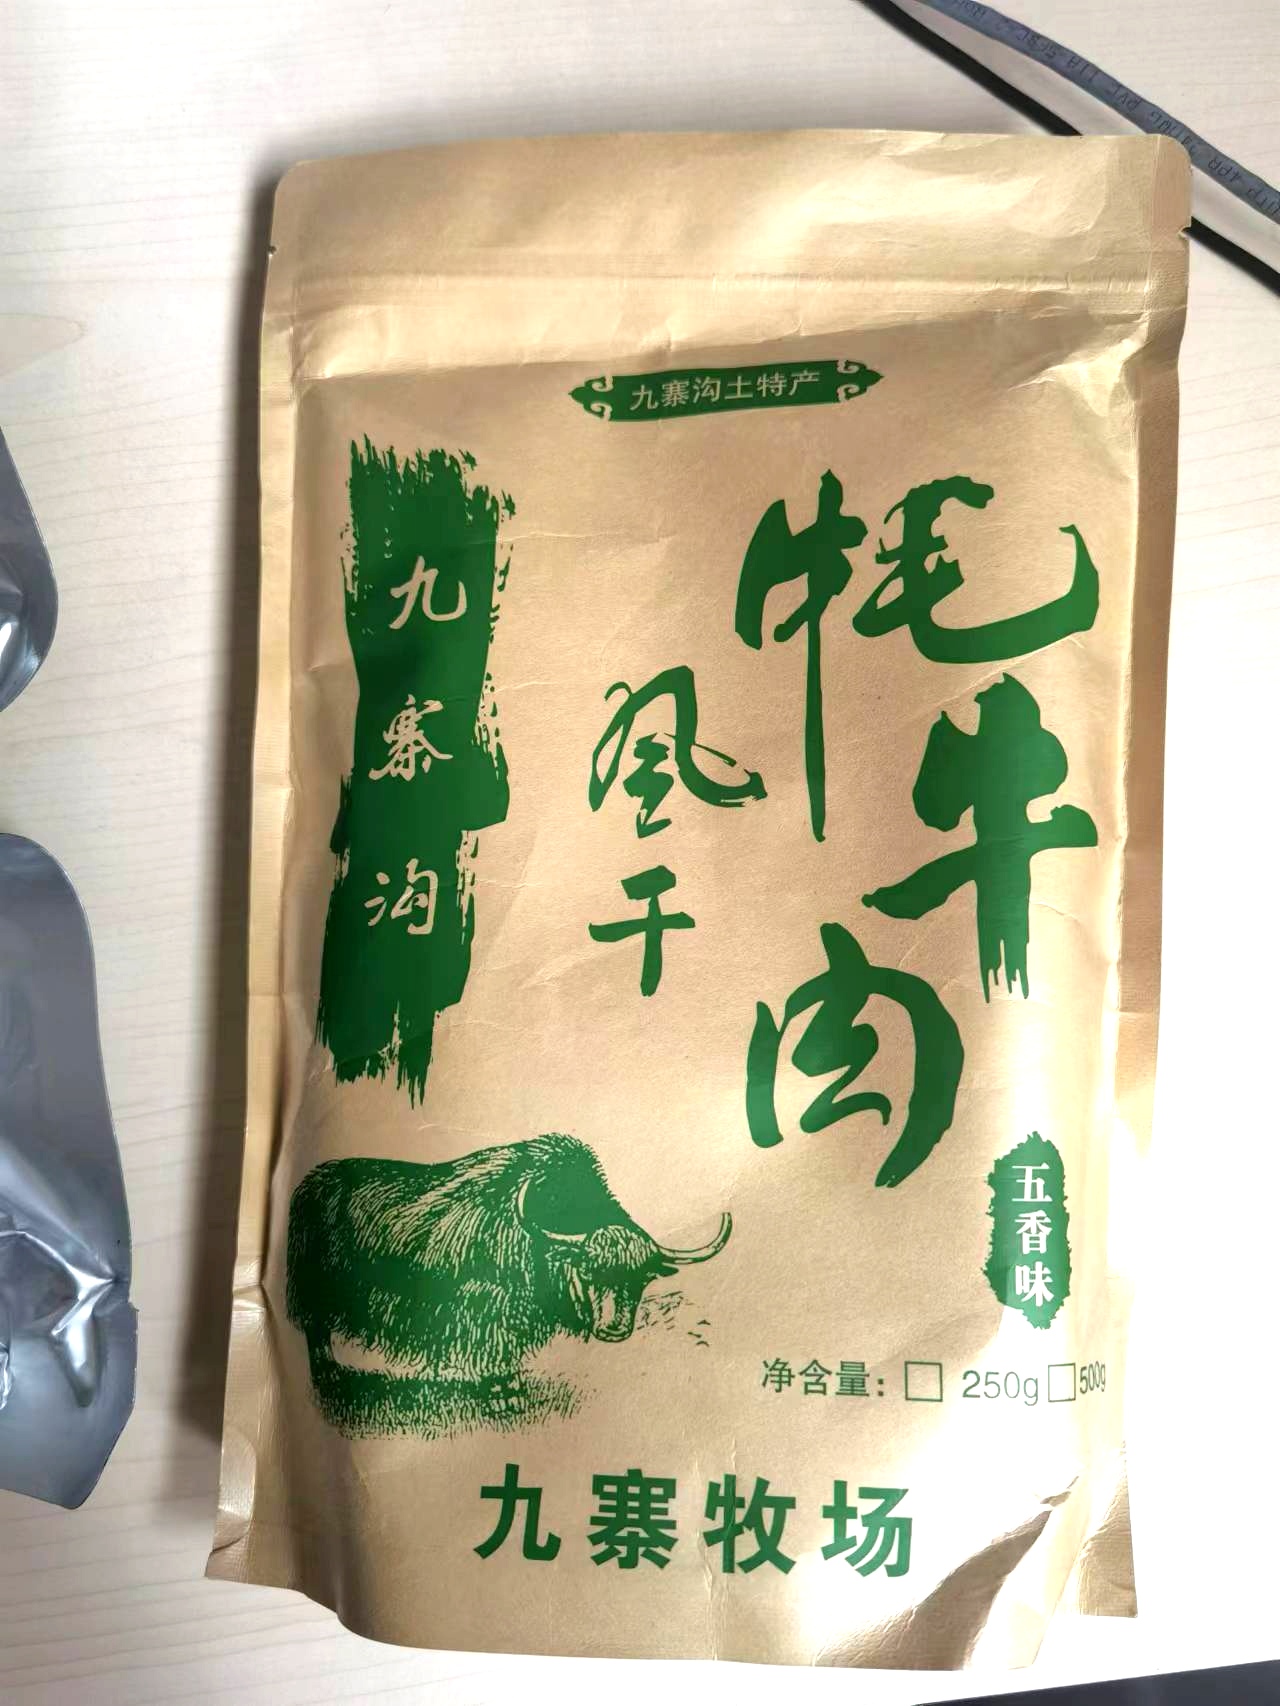 九寨沟土特产
牦牛肉
风干
九寨沟
五香味
净含量：□ 250g □ 500g
九寨牧场